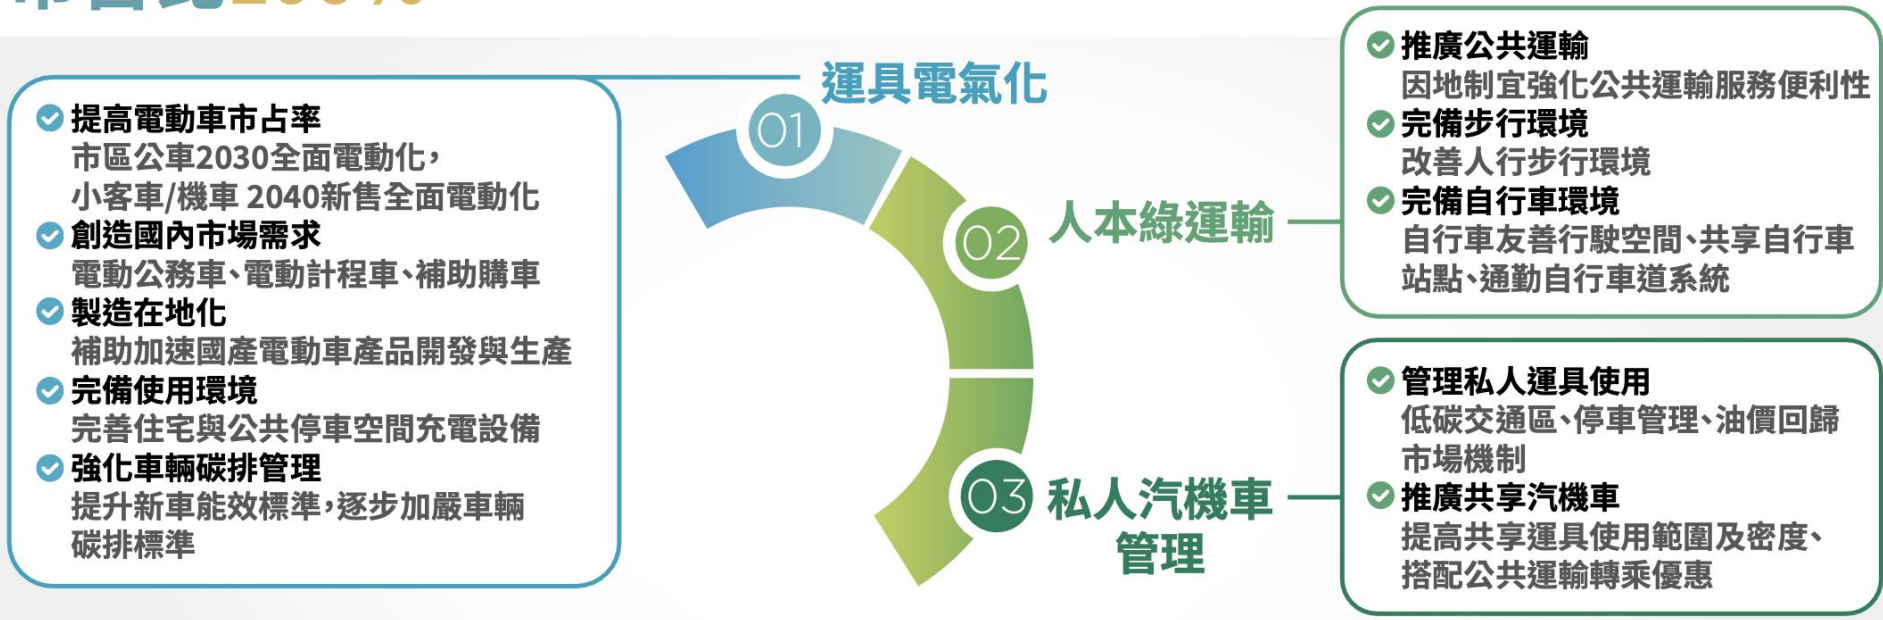 100%
運具電氣化
01
提高電動車市占率
市區公車2030全面電動化，
小客車/機車 2040新售全面電動化
創造國內市場需求
電動公務車、電動計程車、補助購車
製造在地化
補助加速國產電動車產品開發與生產
完備使用環境
完善住宅與公共停車空間充電設備
強化車輛碳排管理
提升新車能效標準，逐步加嚴車輛
碳排標準
02
人本綠運輸
推廣公共運輸
因地制宜強化公共運輸服務便利性
完備步行環境
改善人行步行環境
完備自行車環境
自行車友善行駛空間、共享自行車
站點、通勤自行車道系統
03
私人汽機車
管理
管理私人運具使用
低碳交通區、停車管理、油價回歸
市場機制
推廣共享汽機車
提高共享運具使用範圍及密度、
搭配公共運輸轉乘優惠